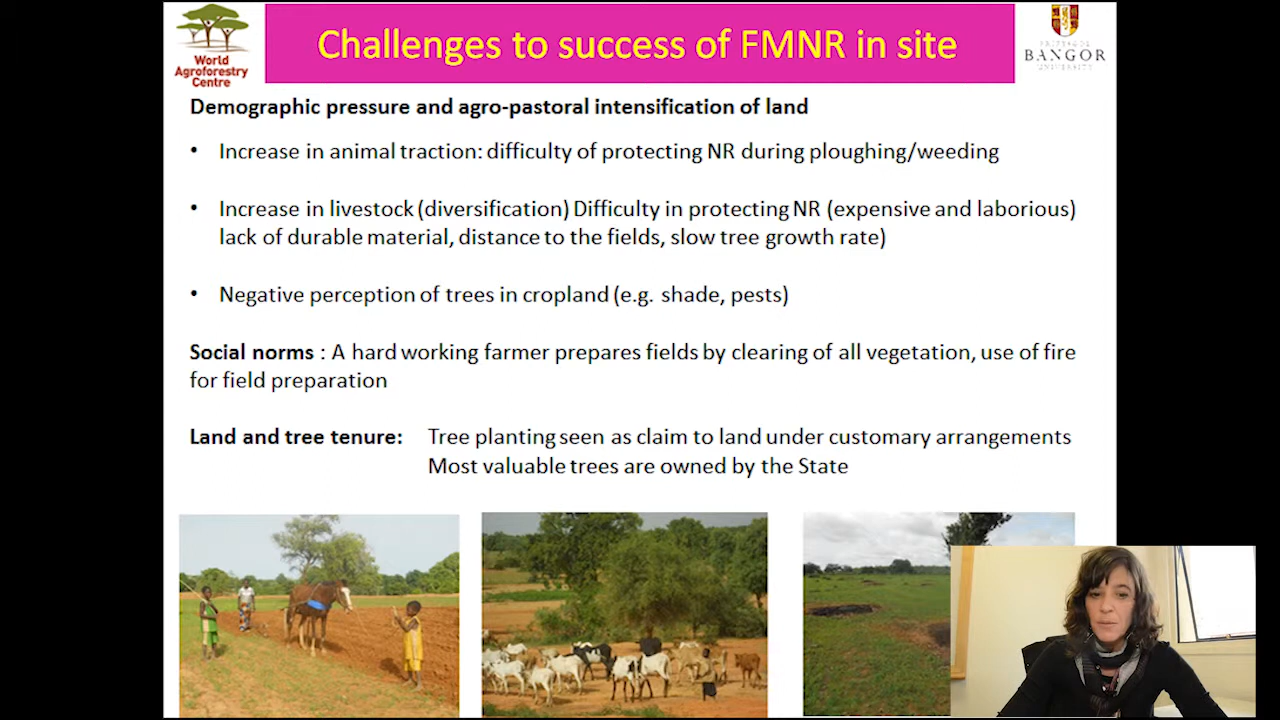 World
Agroforestry
Centre
Challenges to success of FMNR in site
PRIFYSGOL
BANGOR
UNIVERSITY
Demographic pressure and agro-pastoral intensification of land
• Increase in animal traction: difficulty of protecting NR during ploughing/weeding
• Increase in livestock (diversification) Difficulty in protecting NR (expensive and laborious)
lack of durable material, distance to the fields, slow tree growth rate)
• Negative perception of trees in cropland (e.g. shade, pests)
Social norms : A hard working farmer prepares fields by clearing of all vegetation, use of fire
for field preparation
Land and tree tenure: Tree planting seen as claim to land under customary arrangements
Most valuable trees are owned by the State